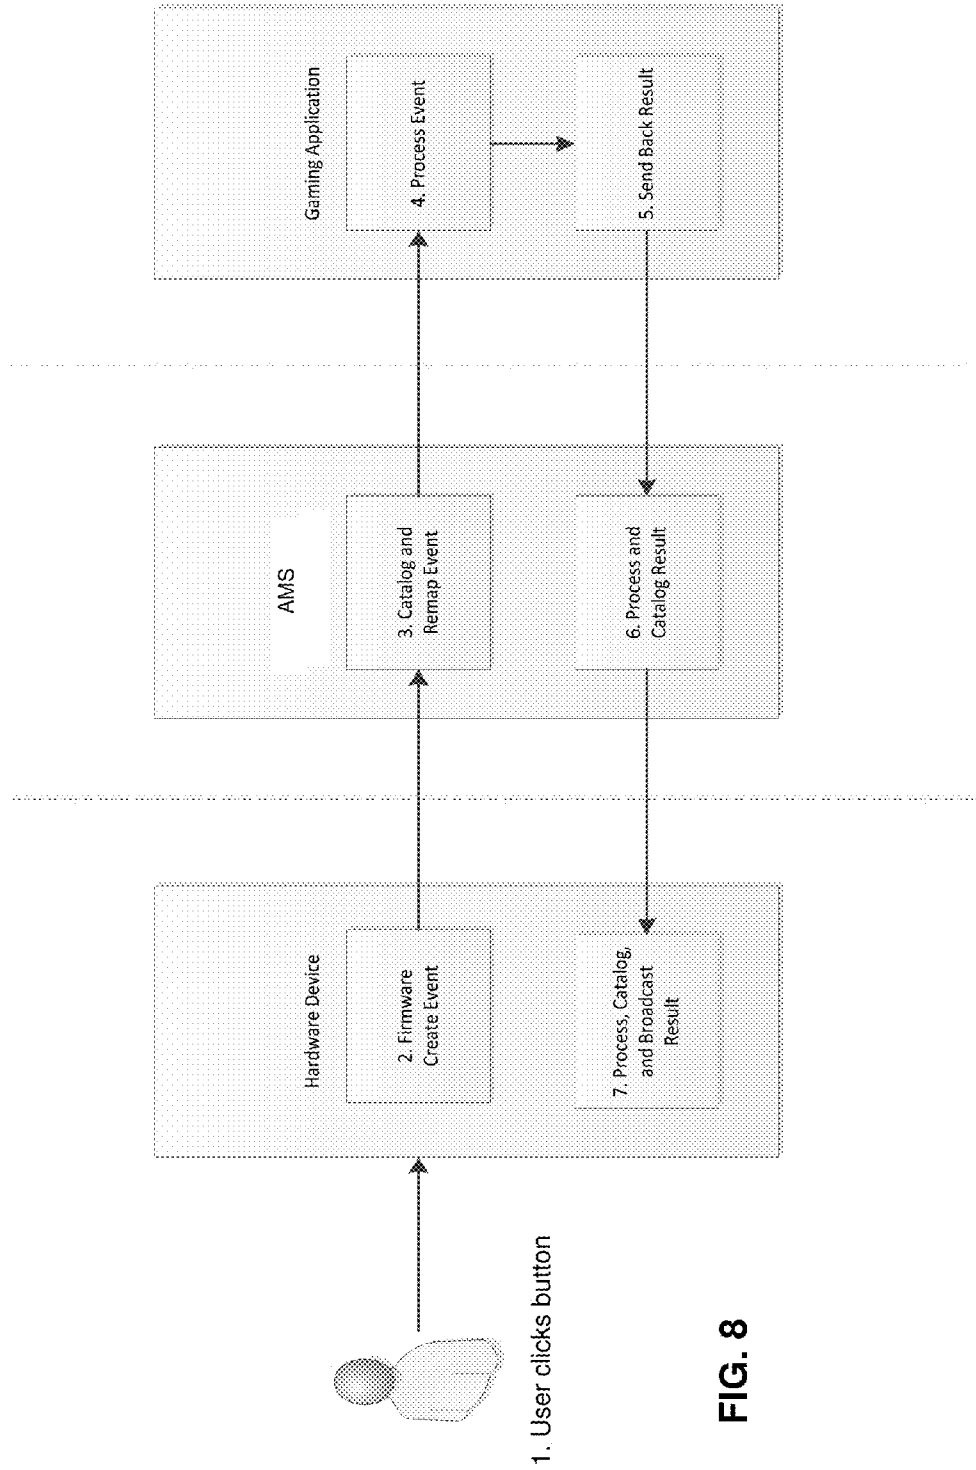 1. User clicks button
Hardware Device
2. Firmware
Create Event
7. Process, Catalog,
and Broadcast
Result
AMS
3. Catalog and
Remap Event
6. Process and
Catalog Result
Gaming Application
4. Process Event
5. Send Back Result
FIG. 8